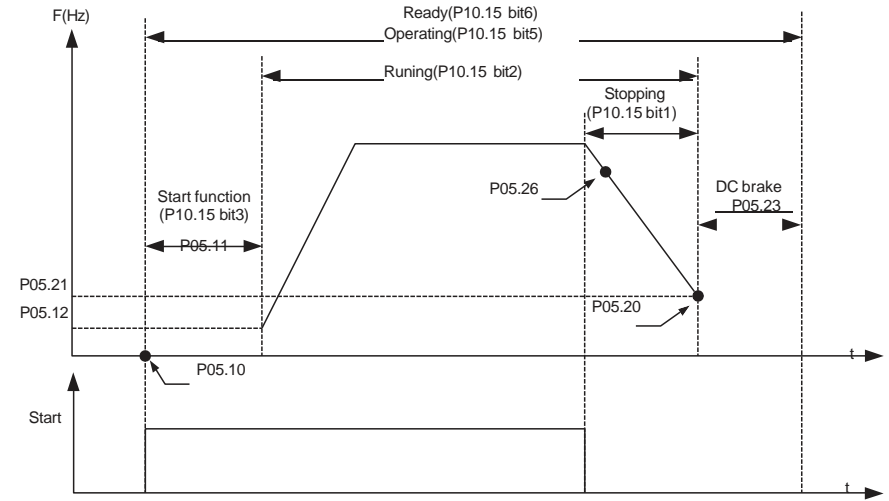 F(Hz)
Ready(P10.15 bit6)
Operating(P10.15 bit5)
Runing(P10.15 bit2)
Stopping
(P10.15 bit1)
P05.26
DC brake
P05.23
Start function
(P10.15 bit3)
P05.11
P05.21
P05.12
P05.20
t
P05.10
Start
t